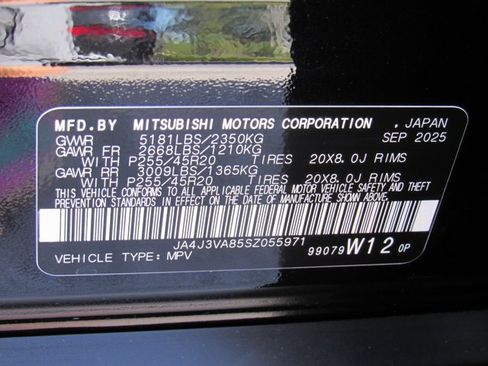 MFD.BY MITSUBISHI MOTORS CORPORATION , JAPAN
GVWR 5181LBS/2350KG SEP 2025
GAWR FR 2668LBS/1210KG
WITH P255/45R20 TIRES 20X8.0J RIMS
GAWR RR 3009LBS/1365KG
WITH P255/45R20 TIRES 20X8.0J RIMS
THIS VEHICLE CONFORMS TO ALL APPLICABLE FEDERAL MOTOR VEHICLE SAFETY AND THEFT
PREVENTION STANDARDS IN EFFECT ON THE DATE OF MANUFACTURE SHOWN ABOVE.
JA4J3VA85SZ055971
VEHICLE TYPE: MPV 99079 W12 0P